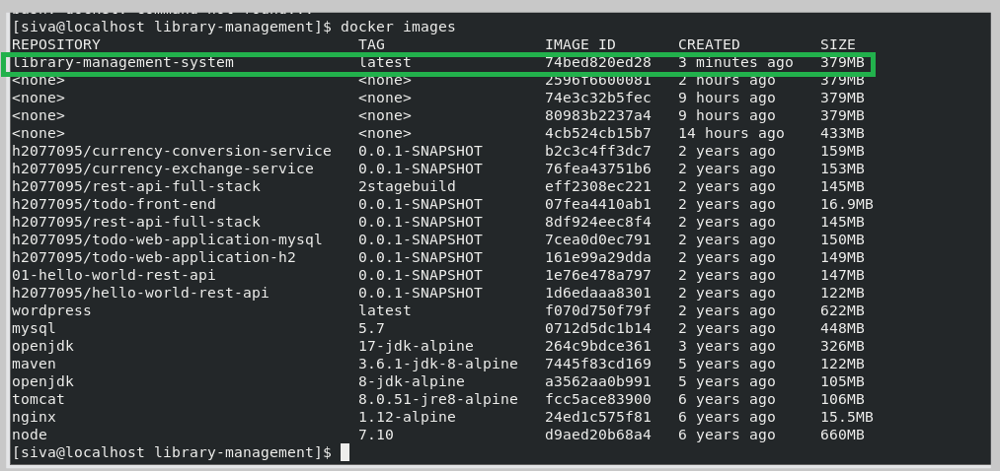 [siva@localhost library-management]$ docker images
REPOSITORY TAG IMAGE ID CREATED SIZE
library-management-system latest 74bed820ed28 3 minutes ago 379MB
<none> <none> 2596f6600081 2 hours ago 379MB
<none> <none> 74e3c32b5fec 9 hours ago 379MB
<none> <none> 80983b2237a4 9 hours ago 379MB
<none> <none> 4cb524cb15b7 14 hours ago 433MB
h2077095/currency-conversion-service 0.0.1-SNAPSHOT b2c3c4ff3dc7 2 years ago 159MB
h2077095/currency-exchange-service 0.0.1-SNAPSHOT 76fea43751b6 2 years ago 153MB
h2077095/rest-api-full-stack 2stagebuild eff2308ec221 2 years ago 145MB
h2077095/todo-front-end 0.0.1-SNAPSHOT 07fea4410ab1 2 years ago 16.9MB
h2077095/rest-api-full-stack 0.0.1-SNAPSHOT 8df924eec8f4 2 years ago 145MB
h2077095/todo-web-application-mysql 0.0.1-SNAPSHOT 7cea0d0ec791 2 years ago 150MB
h2077095/todo-web-application-h2 0.0.1-SNAPSHOT 161e99a29dda 2 years ago 149MB
01-hello-world-rest-api 0.0.1-SNAPSHOT 1e76e478a797 2 years ago 147MB
h2077095/hello-world-rest-api 0.0.1-SNAPSHOT 1d6edaaa8301 2 years ago 122MB
wordpress latest f070d750f79f 2 years ago 622MB
mysql 5.7 0712d5dc1b14 2 years ago 448MB
openjdk 17-jdk-alpine 264c9bdce361 3 years ago 326MB
maven 3.6.1-jdk-8-alpine 7445f83cd169 5 years ago 122MB
openjdk 8-jdk-alpine a3562aa0b991 5 years ago 105MB
tomcat 8.0.51-jre8-alpine fcc5ace83900 6 years ago 106MB
nginx 1.12-alpine 24ed1c575f81 6 years ago 15.5MB
node 7.10 d9aed20b68a4 6 years ago 660MB
[siva@localhost library-management]$